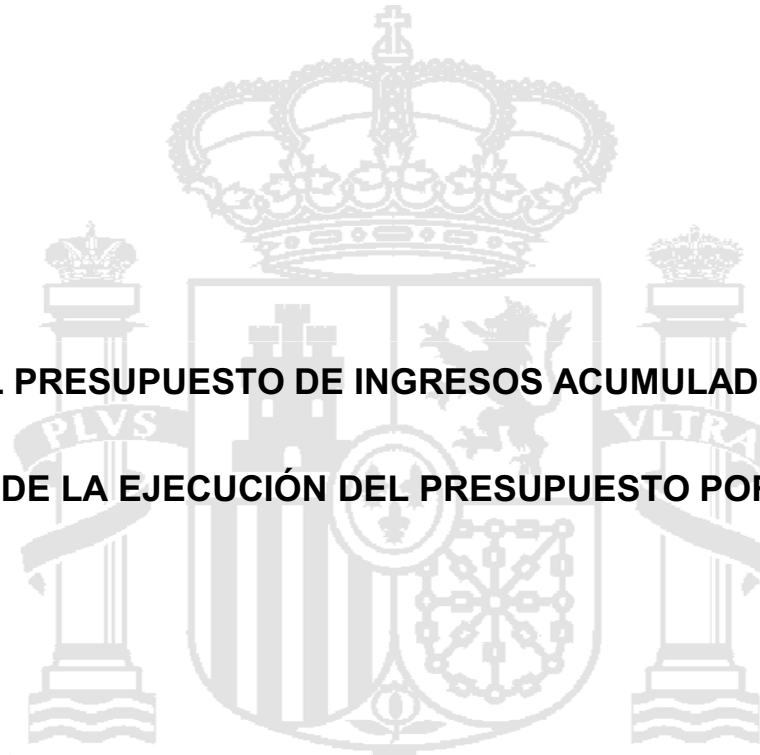 L PRESUPUESTO DE INGRESOS ACUMULAD
PLVS VLTRA
DE LA EJECUCIÓN DEL PRESUPUESTO POR